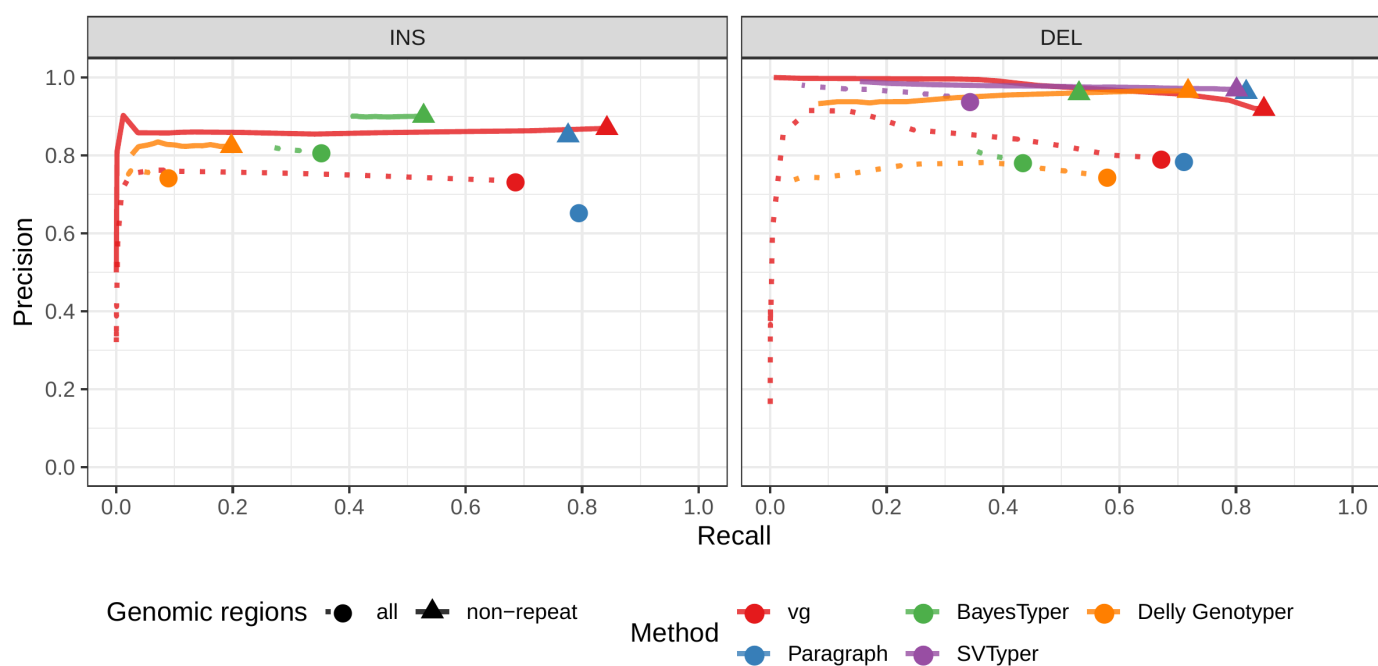 INS DEL
1.0
0.8
0.6
0.4
0.2
0.0
Precision
0.0 0.2 0.4 0.6 0.8 1.0 0.0 0.2 0.4 0.6 0.8 1.0
Recall
Genomic regions all non−repeat
Method vg BayesTyper Delly Genotyper
Paragraph SVTyper